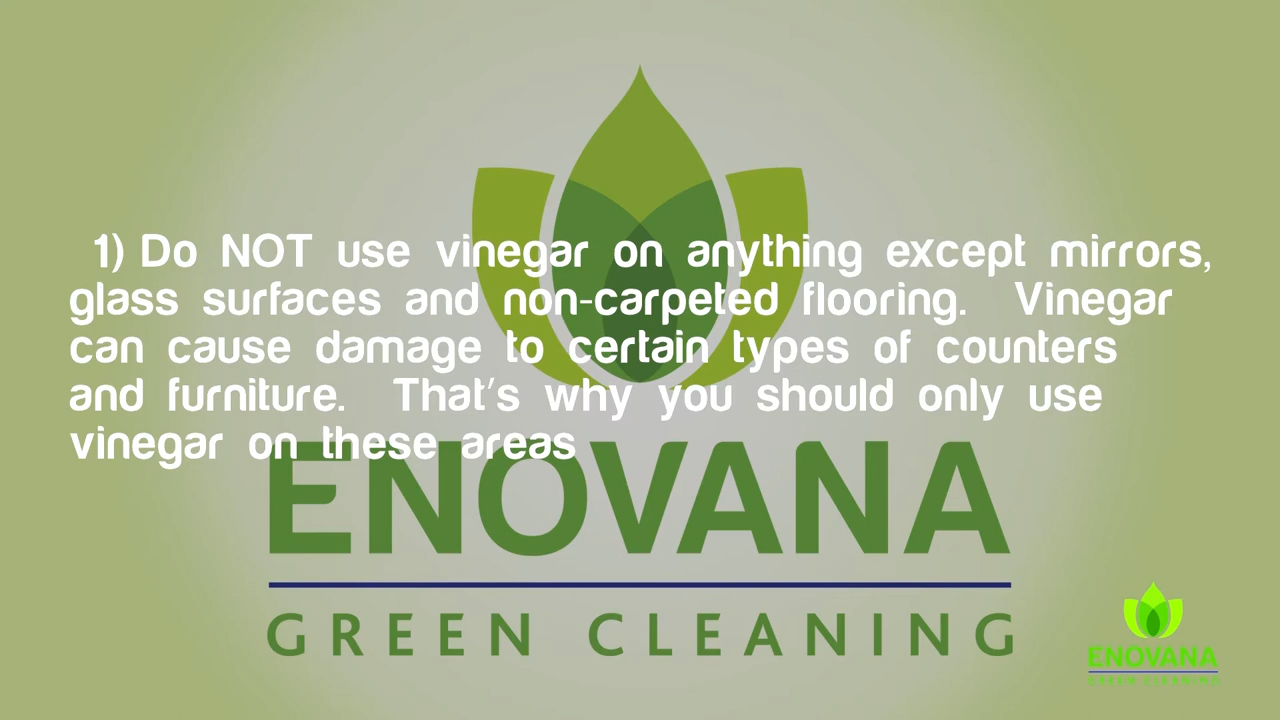 1) Do NOT use vinegar on anything except mirrors,
glass surfaces and non-carpeted flooring. Vinegar
can cause damage to certain types of counters
and furniture. That's why you should only use
vinegar on these areas
ENOVANA
GREEN CLEANING
ENOVANA
GREEN CLEANING